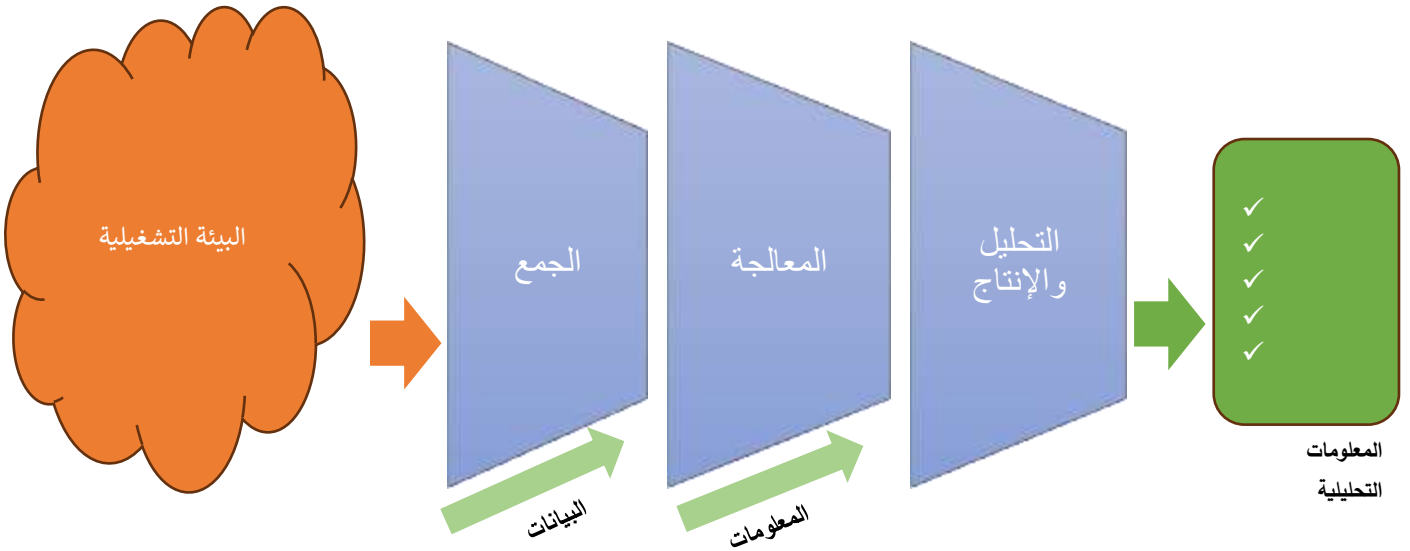 البيئة التشغيلية
الجمع
المعالجة
التحليل
والإنتاج
البيانات
المعلومات
المعلومات
التحليلية